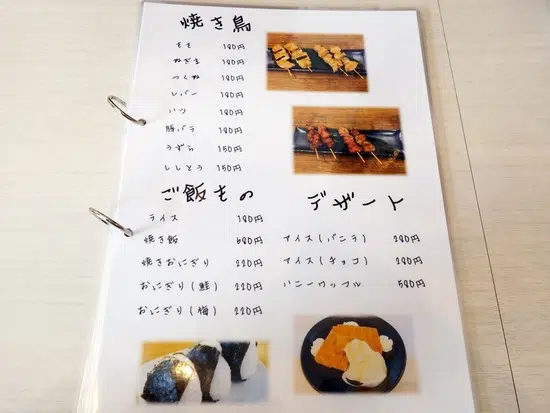 焼き鳥
もも 180円
ねぎま 180円
つくね 180円
レバー 180円
ハツ 180円
豚バラ 180円
うずら 150円
ししとう 150円
ご飯もの
ライス 180円
焼き飯 680円
焼きおにぎり 220円
おにぎり(鮭) 220円
おにぎり(梅) 220円
デザート
アイス(バニラ) 280円
アイス(チョコ) 280円
ハニーワッフル 580円